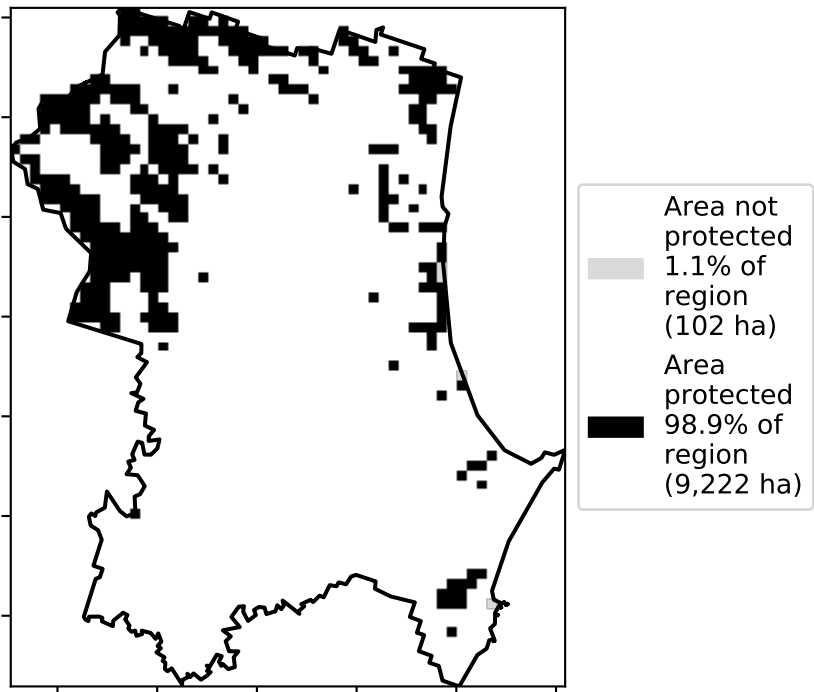 Area not
protected
1.1% of
region
(102 ha)
Area
protected
98.9% of
region
(9,222 ha)